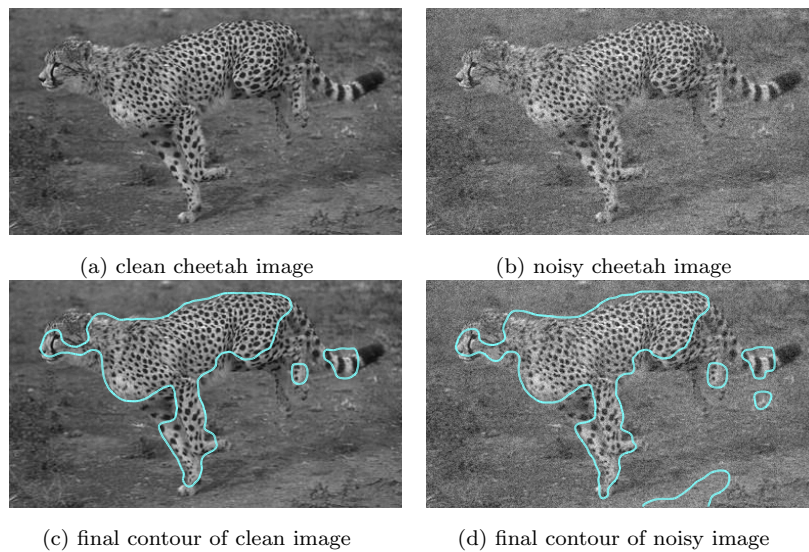 (a) clean cheetah image
(b) noisy cheetah image
(c) final contour of clean image
(d) final contour of noisy image